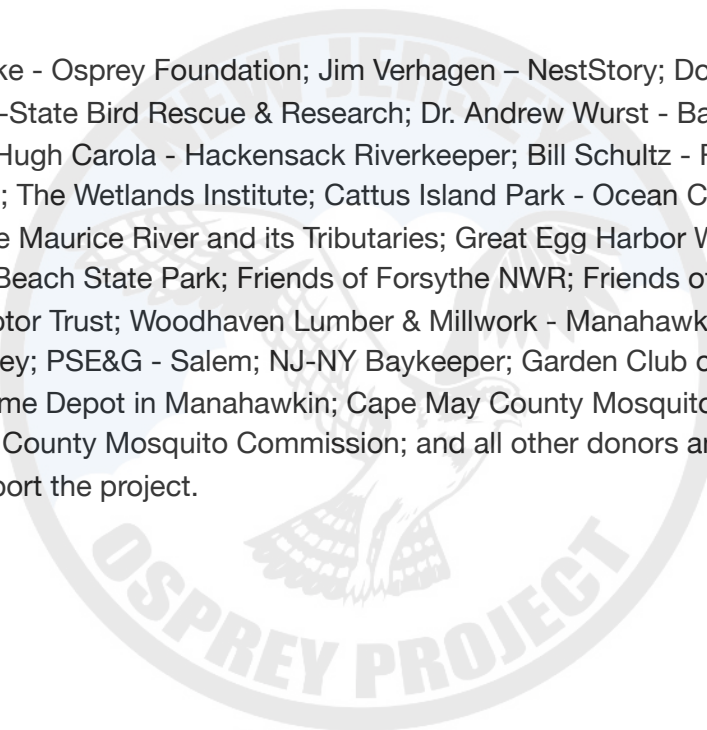 ke - Osprey Foundation; Jim Verhagen – NestStory; Do
-State Bird Rescue & Research; Dr. Andrew Wurst - Ba
Hugh Carola - Hackensack Riverkeeper; Bill Schultz -
; The Wetlands Institute; Cattus Island Park - Ocean C
e Maurice River and its Tributaries; Great Egg Harbor W
Beach State Park; Friends of Forsythe NWR; Friends of
otor Trust; Woodhaven Lumber & Millwork - Manahawk
ey; PSE&G - Salem; NJ-NY Baykeeper; Garden Club o
me Depot in Manahawkin; Cape May County Mosquito
County Mosquito Commission; and all other donors a
port the project.
NEW JERSEY
OSPREY PROJECT